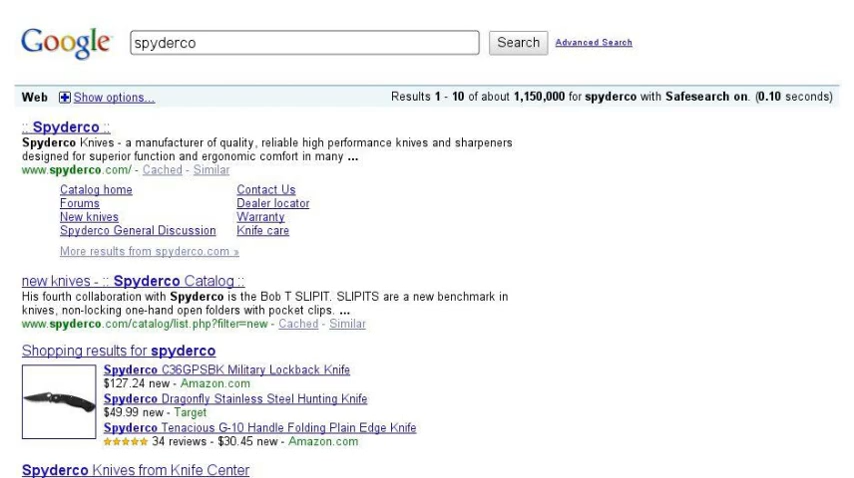 Google spyderco Search Advanced Search
Web Show options... Results 1 - 10 of about 1,150,000 for spyderco with Safesearch on. (0.10 seconds)
:: Spyderco ::
Spyderco Knives - a manufacturer of quality, reliable high performance knives and sharpeners
designed for superior function and ergonomic comfort in many ...
www.spyderco.com/ - Cached - Similar
Catalog home Contact Us
Forums Dealer locator
New knives Warranty
Spyderco General Discussion Knife care
More results from spyderco.com »
new knives - :: Spyderco Catalog ::
His fourth collaboration with Spyderco is the Bob T SLIPIT. SLIPITS are a new benchmark in
knives, non-locking one-hand open folders with pocket clips. ...
www.spyderco.com/catalog/list.php?filter=new - Cached - Similar
Shopping results for spyderco
Spyderco C36GPSBK Military Lockback Knife
$127.24 new - Amazon.com
Spyderco Dragonfly Stainless Steel Hunting Knife
$49.99 new - Target
Spyderco Tenacious G-10 Handle Folding Plain Edge Knife
34 reviews - $30.45 new - Amazon.com
Spyderco Knives from Knife Center